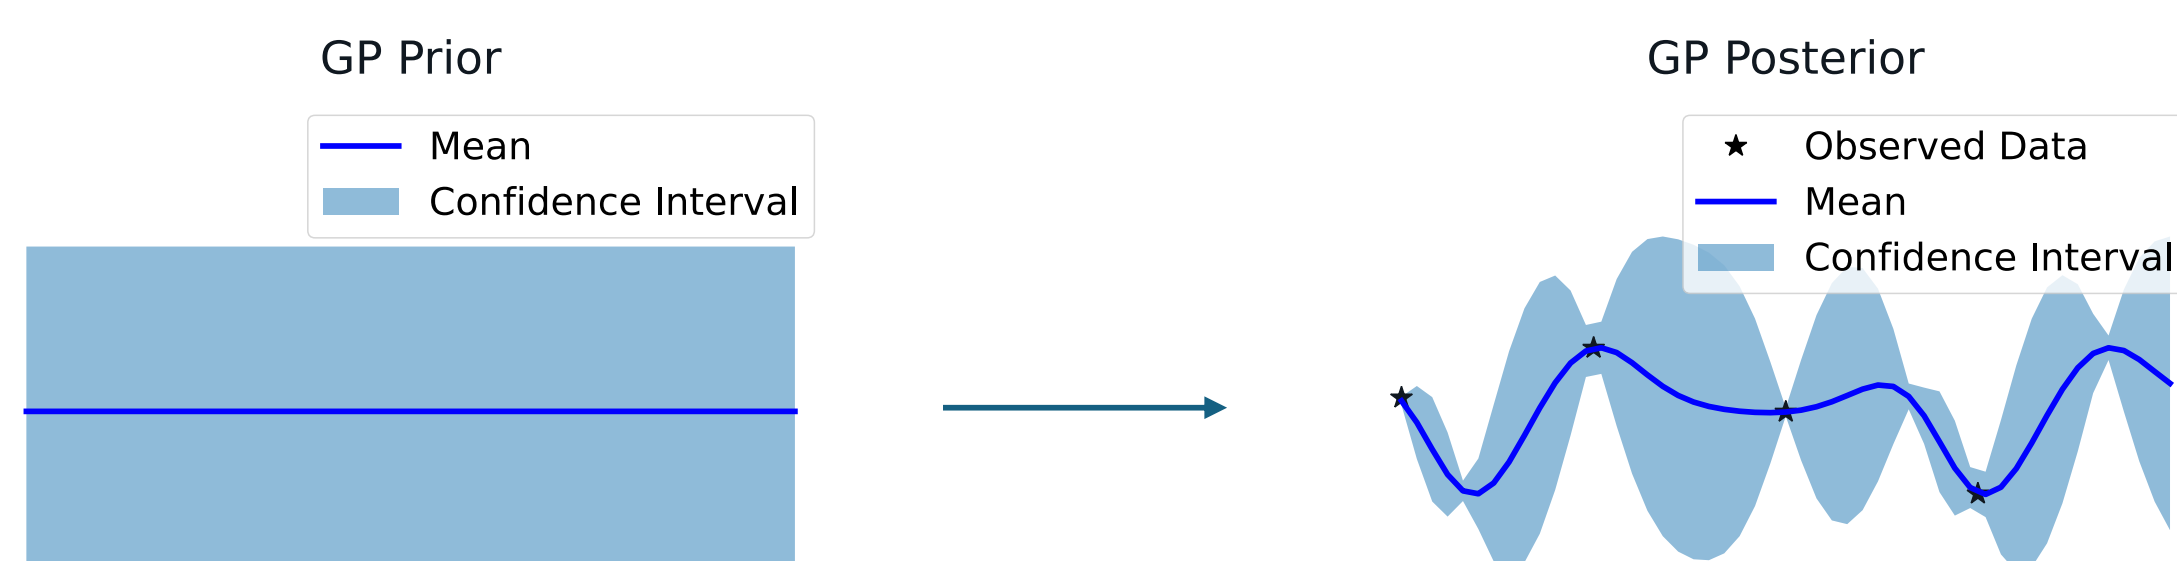 GP Prior
Mean
Confidence Interval
GP Posterior
Observed Data
Mean
Confidence Interval